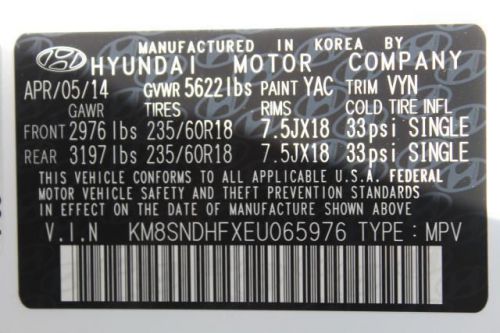 MANUFACTURED IN KOREA BY
HYUNDAI MOTOR COMPANY
APR/05/14 GVWR 5622lbs PAINT YAC TRIM VYN
GAWR TIRES RIMS COLD TIRE INFL
FRONT 2976 lbs 235/60R18 7.5JX18 33psi SINGLE
REAR 3197 lbs 235/60R18 7.5JX18 33psi SINGLE
THIS VEHICLE CONFORMS TO ALL APPLICABLE U.S.A. FEDERAL
MOTOR VEHICLE SAFETY AND THEFT PREVENTION STANDARDS
IN EFFECT ON THE DATE OF MANUFACTURE SHOWN ABOVE.
V.I.N KM8SNDHFXEU065976 TYPE : MPV